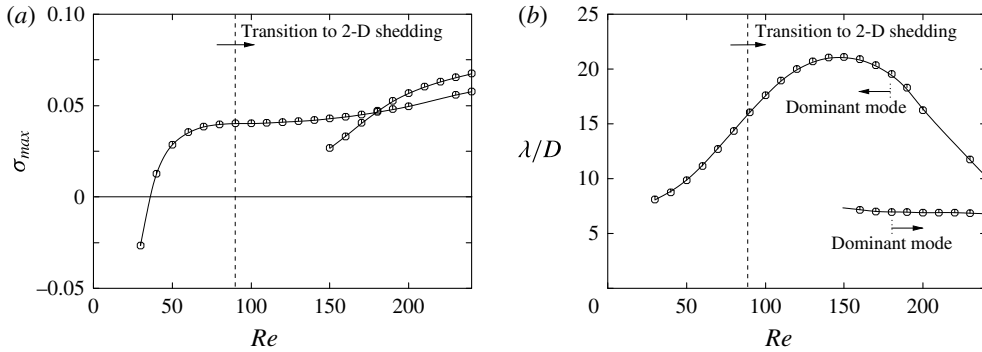 (a)
0.10
Transition to 2-D shedding
0.05
σmax
0
−0.05
0
50
100
150
200
Re
(b)
25
Transition to 2-D shedding
20
Dominant mode
15
λ/D
10
5
Dominant mode
0
50
100
150
200
Re